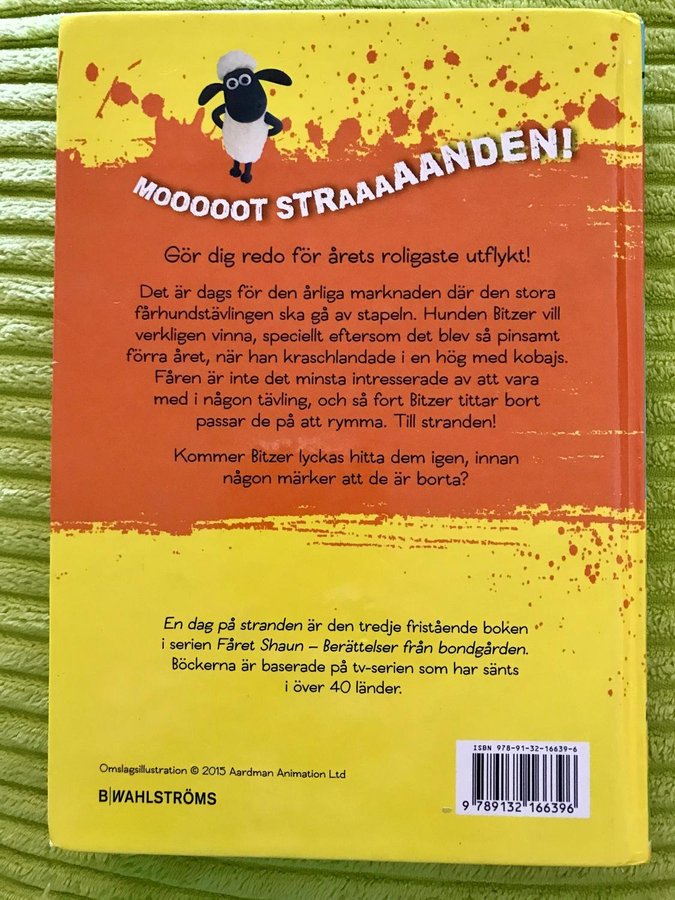 MOOOOOT STRAAAAANDEN!
Gör dig redo för årets roligaste utflykt!
Det är dags för den årliga marknaden där den stora
fårhundstävlingen ska gå av stapeln. Hunden Bitzer vill
verkligen vinna, speciellt eftersom det blev så pinsamt
förra året, när han kraschlandade i en hög med kobajs.
Fåren är inte det minsta intresserade av att vara
med i någon tävling, och så fort Bitzer tittar bort
passar de på att rymma. Till stranden!
Kommer Bitzer lyckas hitta dem igen, innan
någon märker att de är borta?
En dag på stranden är den tredje fristående boken
i serien Fåret Shaun – Berättelser från bondgården.
Böckerna är baserade på tv-serien som har sänts
i över 40 länder.
ISBN 978-91-32-16639-6
Omslagsillustration © 2015 Aardman Animation Ltd
B|WAHLSTRÖMS
9 789132 166396